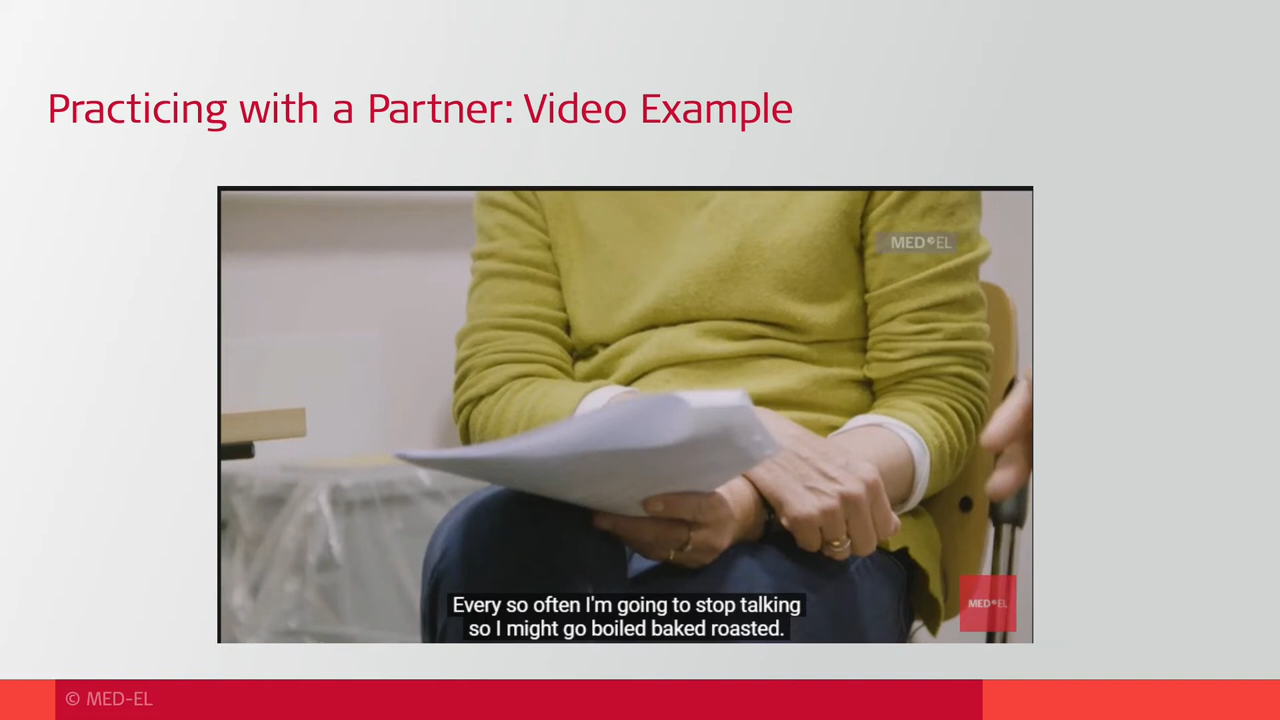 Practicing with a Partner: Video Example
MED-EL
Every so often I'm going to stop talking
so I might go boiled baked roasted.
MED-EL
© MED-EL